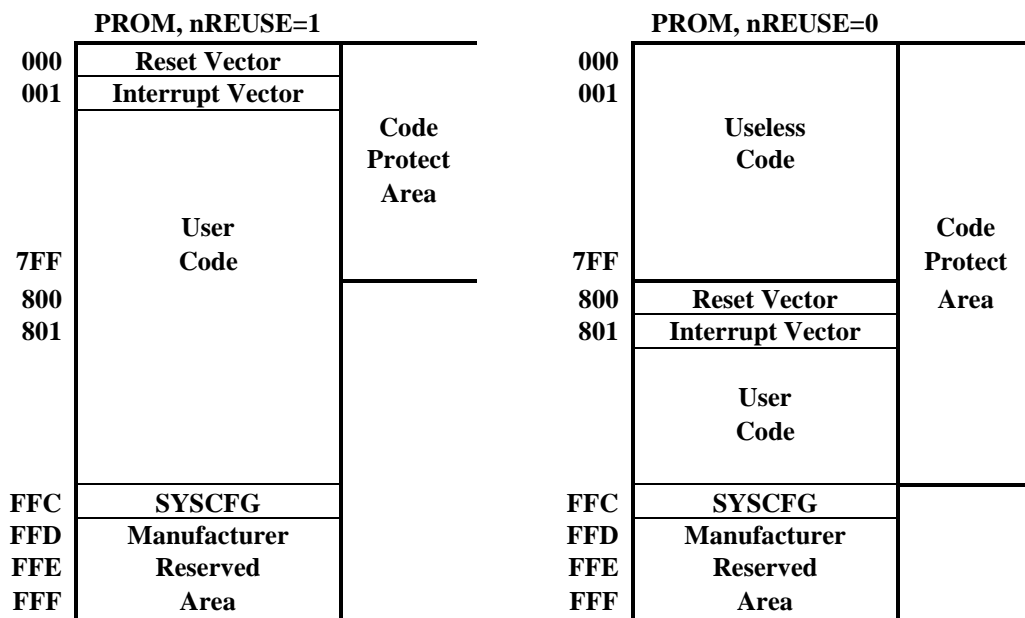 PROM, nREUSE=1
000 Reset Vector
001 Interrupt Vector
Code
Protect
Area
User
7FF Code
800
801
FFC SYSCFG
FFD Manufacturer
FFE Reserved
FFF Area
PROM, nREUSE=0
000
001
Useless
Code
Code
7FF Protect
800 Reset Vector Area
801 Interrupt Vector
User
Code
FFC SYSCFG
FFD Manufacturer
FFE Reserved
FFF Area